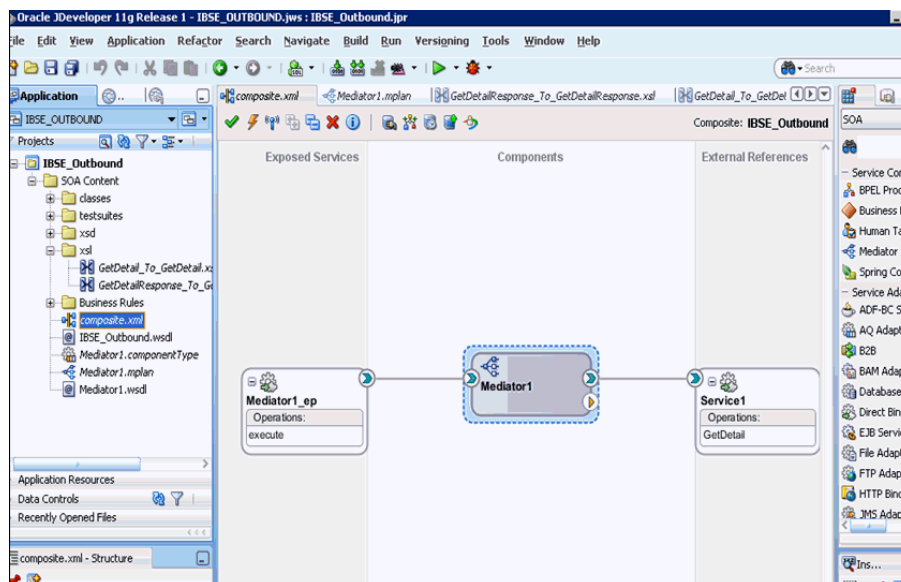 Oracle JDeveloper 11g Release 1 - IBSE_OUTBOUND.jws : IBSE_Outbound.jpr
File Edit View Application Refactor Search Navigate Build Run Versioning Tools Window Help
Search
Application
composite.xml
Mediator1.mplan
GetDetailResponse_To_GetDetailResponse.xsl
GetDetail_To_GetDel
IBSE_OUTBOUND
Composite: IBSE_Outbound
SOA
Projects
IBSE_Outbound
SOA Content
classes
testsuites
xsd
xsl
GetDetail_To_GetDetail.x
GetDetailResponse_To_G
Business Rules
composite.xml
IBSE_Outbound.wsdl
Mediator1.componentType
Mediator1.mplan
Mediator1.wsdl
Application Resources
Data Controls
Recently Opened Files
composite.xml - Structure
Exposed Services
Components
External References
Mediator1_ep
Operations:
execute
Mediator1
Service1
Operations:
GetDetail
Service Cor
BPEL Proc
Business
Human Ta
Mediator
Spring Co
Service Ada
ADF-BC S
AQ Adapt
B2B
BAM Adap
Database
Direct Bin
EJB Servi
File Adapt
FTP Adap
HTTP Bind
JMS Adap
Ins...